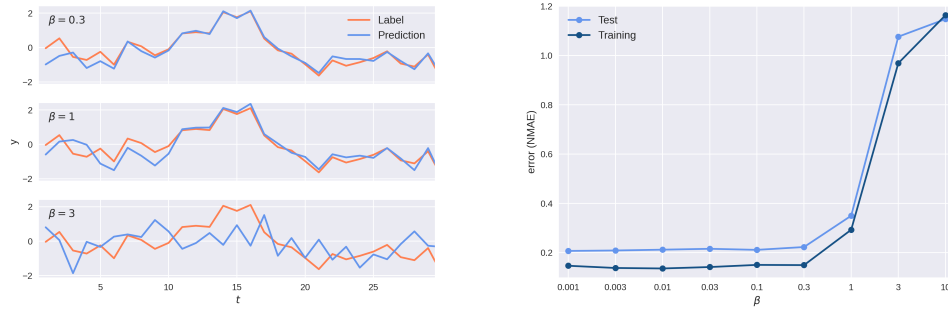 β = 0.3
Label
Prediction
2
0
−2
β = 1
2
0
−2
y
β = 3
2
0
−2
5
10
15
20
25
t
1.2
1.0
0.8
0.6
0.4
0.2
error (NMAE)
Test
Training
0.001
0.003
0.01
0.03
0.1
0.3
1
3
10
β